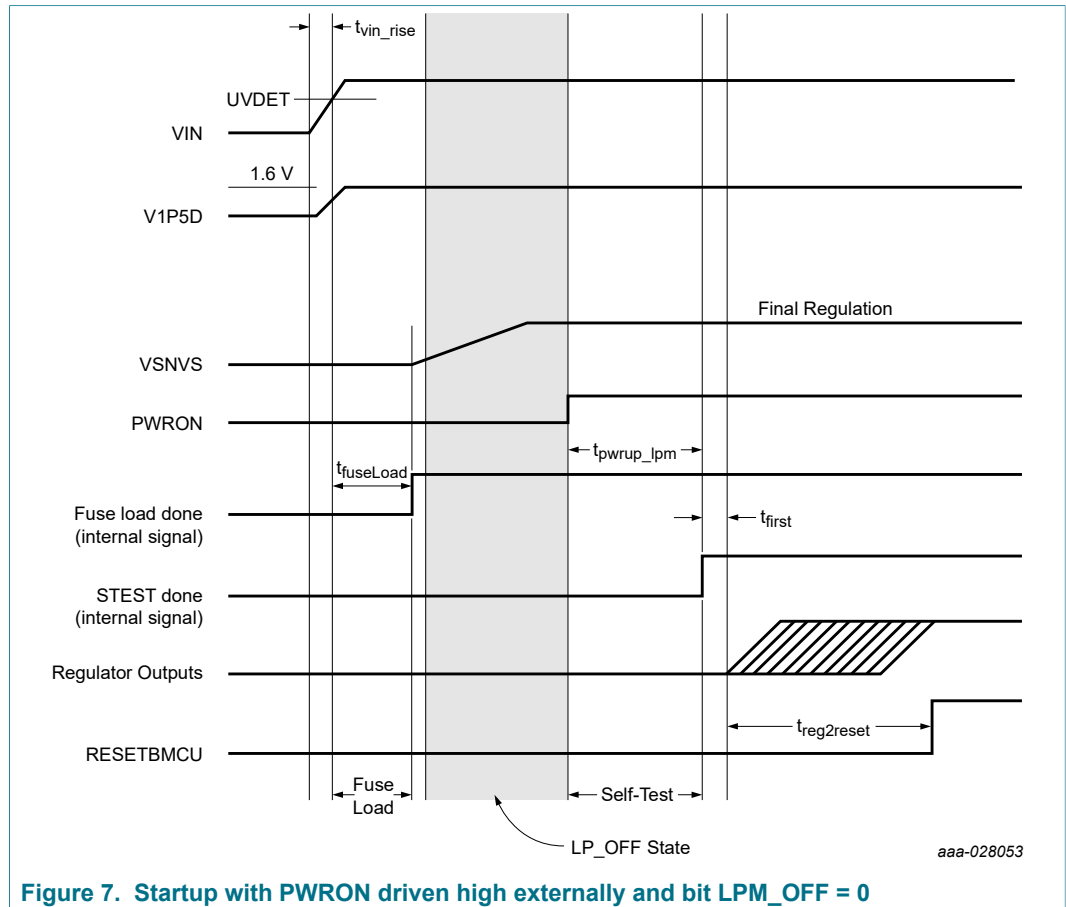 tvin_rise
UVDET
VIN
1.6 V
V1P5D
Final Regulation
VSNVS
PWRON
tpwrup_lpm
tfuseLoad
Fuse load done
(internal signal)
tfirst
STEST done
(internal signal)
Regulator Outputs
treg2reset
RESETBMCU
Fuse
Load
Self-Test
LP_OFF State
aaa-028053
Figure 7. Startup with PWRON driven high externally and bit LPM_OFF = 0